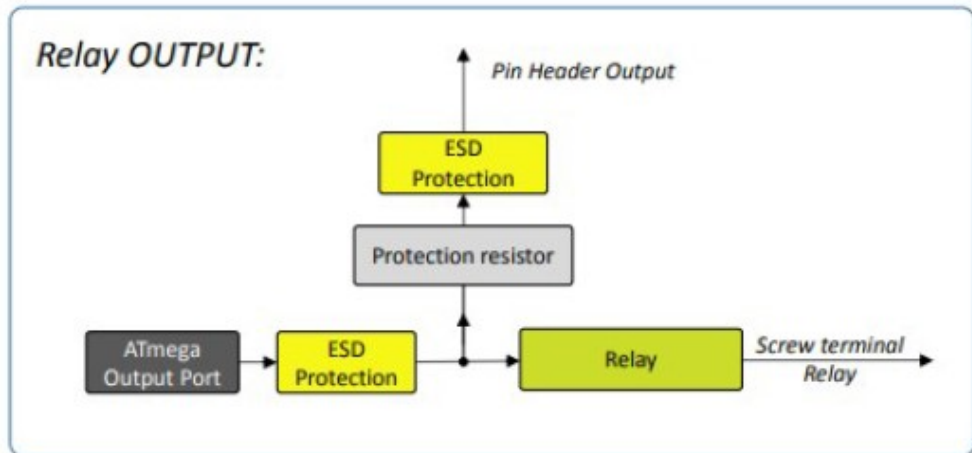 Relay OUTPUT:
Pin Header Output
ESD
Protection
Protection resistor
ATmega
Output Port
ESD
Protection
Relay
Screw terminal
Relay